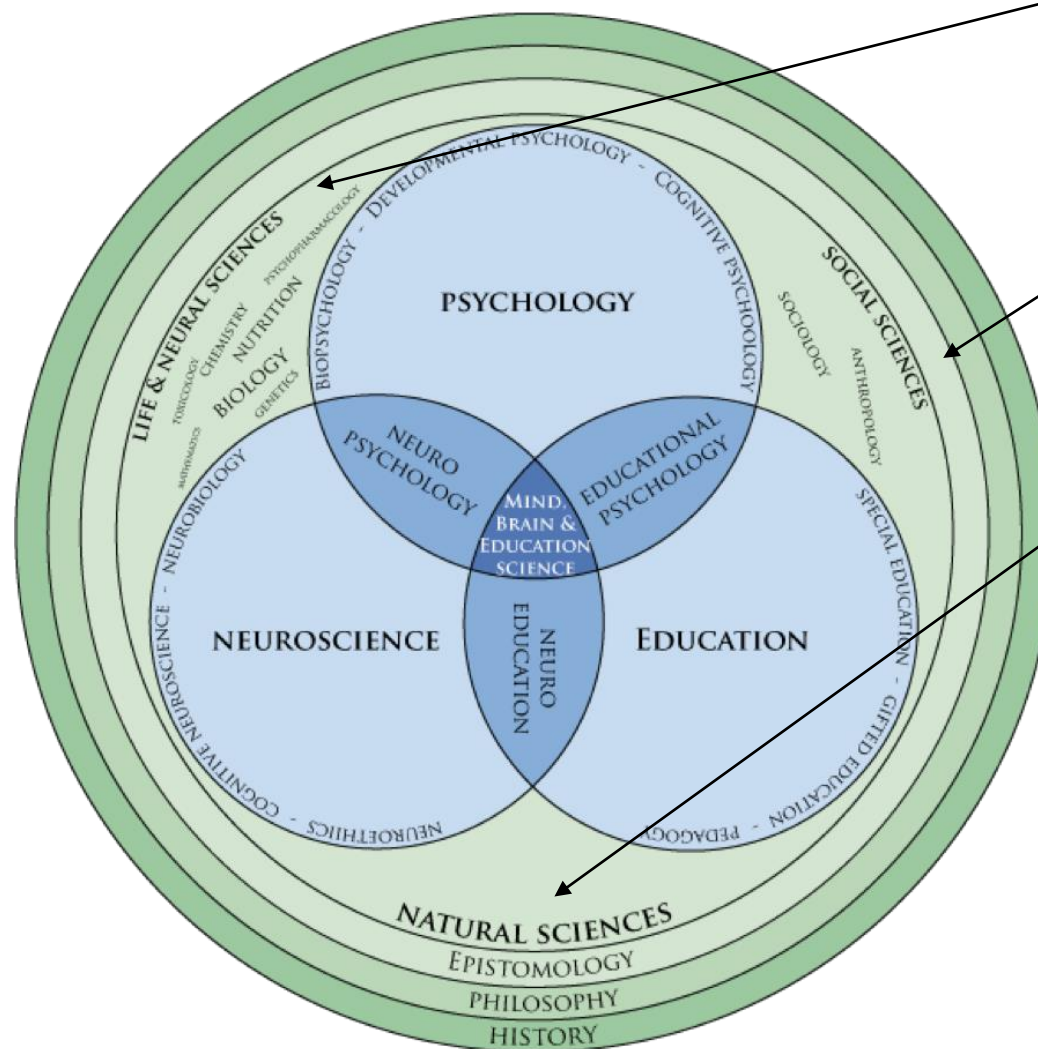 DEVELOPMENTAL PSYCHOLOGY - COGNITIVE PSYCHOOLOGY
BIOPSYCHOLOGY -
PSYCHOLOGY
LIFE & NEURAL SCIENCES
PSYCHOPHARMACOLOGY
NUTRITION
CHEMISTRY
TOXICOLOGY
BIOLOGY
GENETICS
MATHEMATICS
SOCIAL SCIENCES
SOCIOLOGY
ANTHROPOLOGY
NEURO
PSYCHOLOGY
EDUCATIONAL
PSYCHOLOGY
MIND,
BRAIN &
EDUCATION
SCIENCE
NEUROSCIENCE
NEUROETHIICS - COGNITIVE NEUROSCIENCE - NEUROBIOLOGY
NEURO
EDUCATION
EDUCATION
SPECIAL EDUCATION - GIFTED EDUCATION - PEDAGOGY
NATURAL SCIENCES
EPISTOMOLOGY
PHILOSOPHY
HISTORY